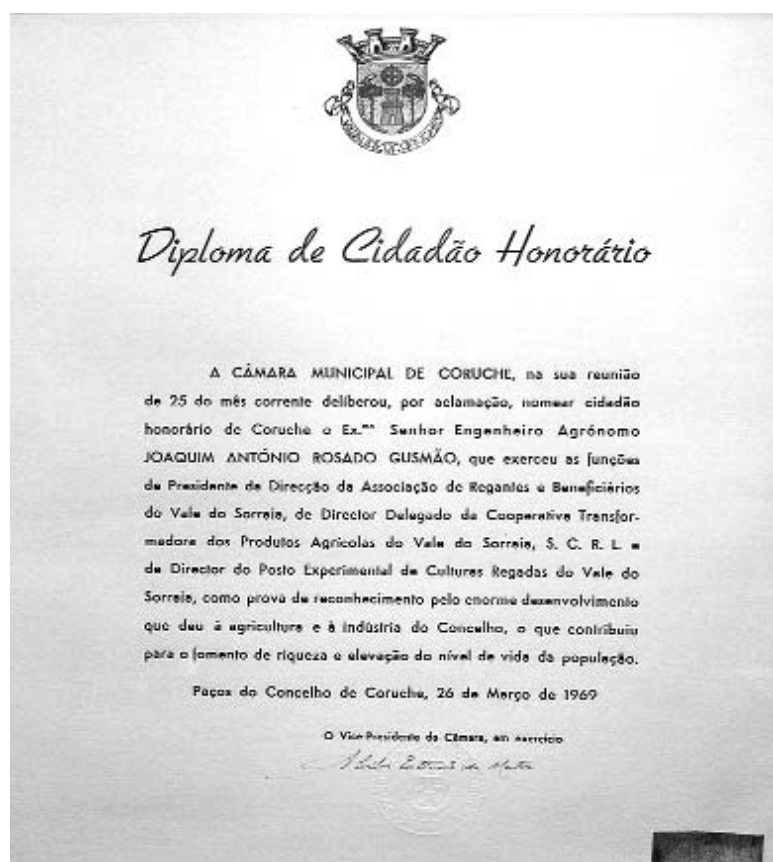 Diploma de Cidadão Honorário
A CÂMARA MUNICIPAL DE CORUCHE, na sua reunião
de 25 do mês corrente deliberou, por aclamação, nomear cidadão
honorário de Coruche o Ex.mo Senhor Engenheiro Agrónomo
JOAQUIM ANTÓNIO ROSADO GUSMÃO, que exerceu as funções
de Presidente da Direcção da Associação de Regantes e Beneficiários
do Vale do Sorraia, de Director Delegado da Cooperativa Transfor-
madora dos Produtos Agrícolas do Vale do Sorraia, S. C. R. L. e
de Director do Posto Experimental de Culturas Regadas do Vale do
Sorraia, como prova de reconhecimento pelo enorme desenvolvimento
que deu à agricultura e à indústria do Concelho, o que contribuiu
para o fomento de riqueza e elevação do nível de vida da população.
Paços do Concelho de Coruche, 26 de Março de 1969
O Vice-Presidente da Câmara, em exercício